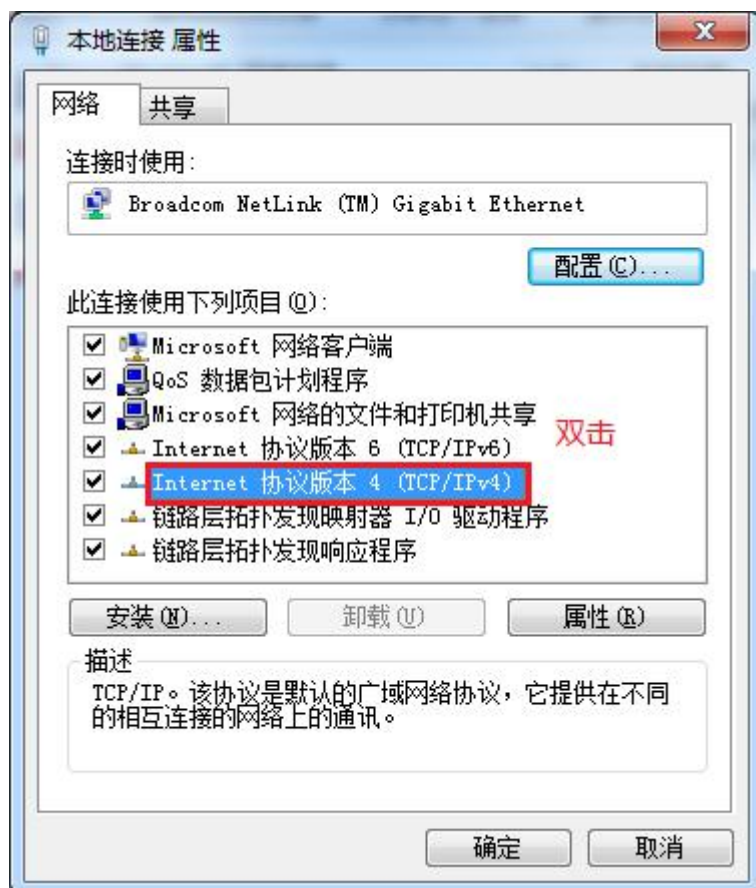 本地连接 属性
网络
共享
连接时使用:
Broadcom NetLink (TM) Gigabit Ethernet
配置(C)...
此连接使用下列项目(O):
Microsoft 网络客户端
QoS 数据包计划程序
Microsoft 网络的文件和打印机共享
双击
Internet 协议版本 6 (TCP/IPv6)
Internet 协议版本 4 (TCP/IPv4)
链路层拓扑发现映射器 I/O 驱动程序
链路层拓扑发现响应程序
安装(N)...
卸载(U)
属性(R)
描述
TCP/IP。该协议是默认的广域网络协议，它提供在不同
的相互连接的网络上的通讯。
确定
取消